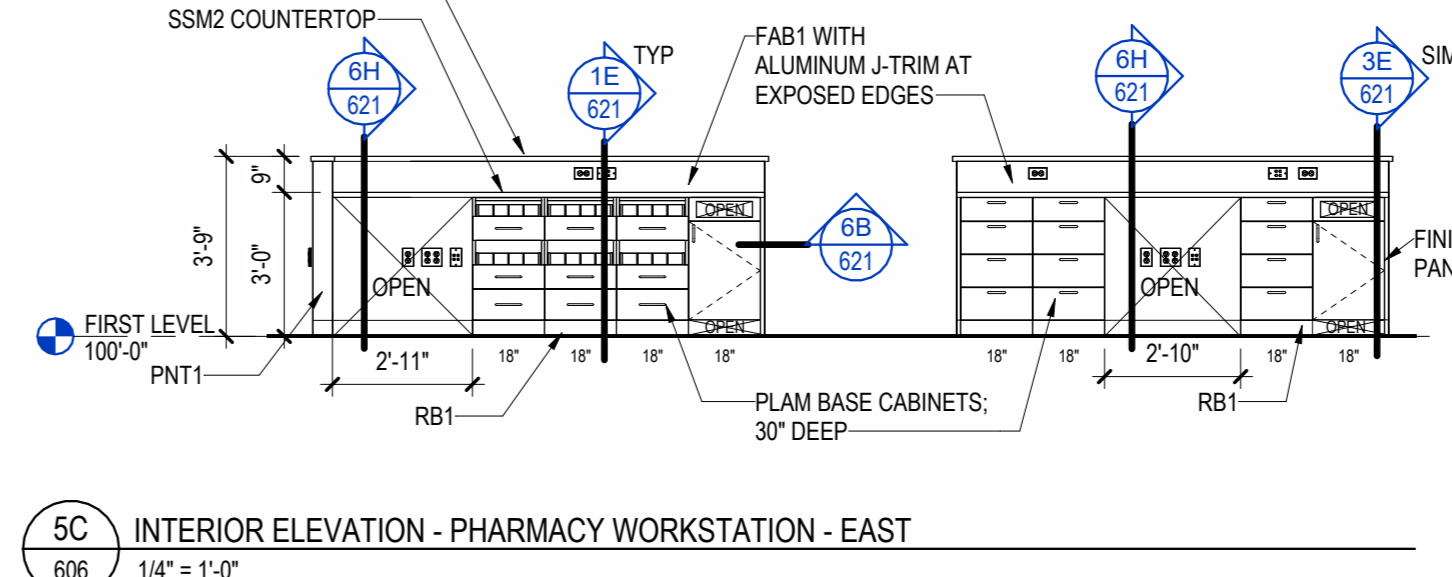 SSM2 COUNTERTOP
6H
621
1E
621
TYP
FAB1 WITH
ALUMINUM J-TRIM AT
EXPOSED EDGES
6H
621
3E
621
9"
3'-9"
3'-0"
OPEN
OPEN
OPEN
6B
621
OPEN
OPEN
OPEN
FIRST LEVEL
100'-0"
PNT1
2'-11"
18"
18"
18"
18"
RB1
PLAM BASE CABINETS;
30" DEEP
18"
18"
2'-10"
18"
18"
RB1
5C
606
INTERIOR ELEVATION - PHARMACY WORKSTATION - EAST
1/4" = 1'-0"